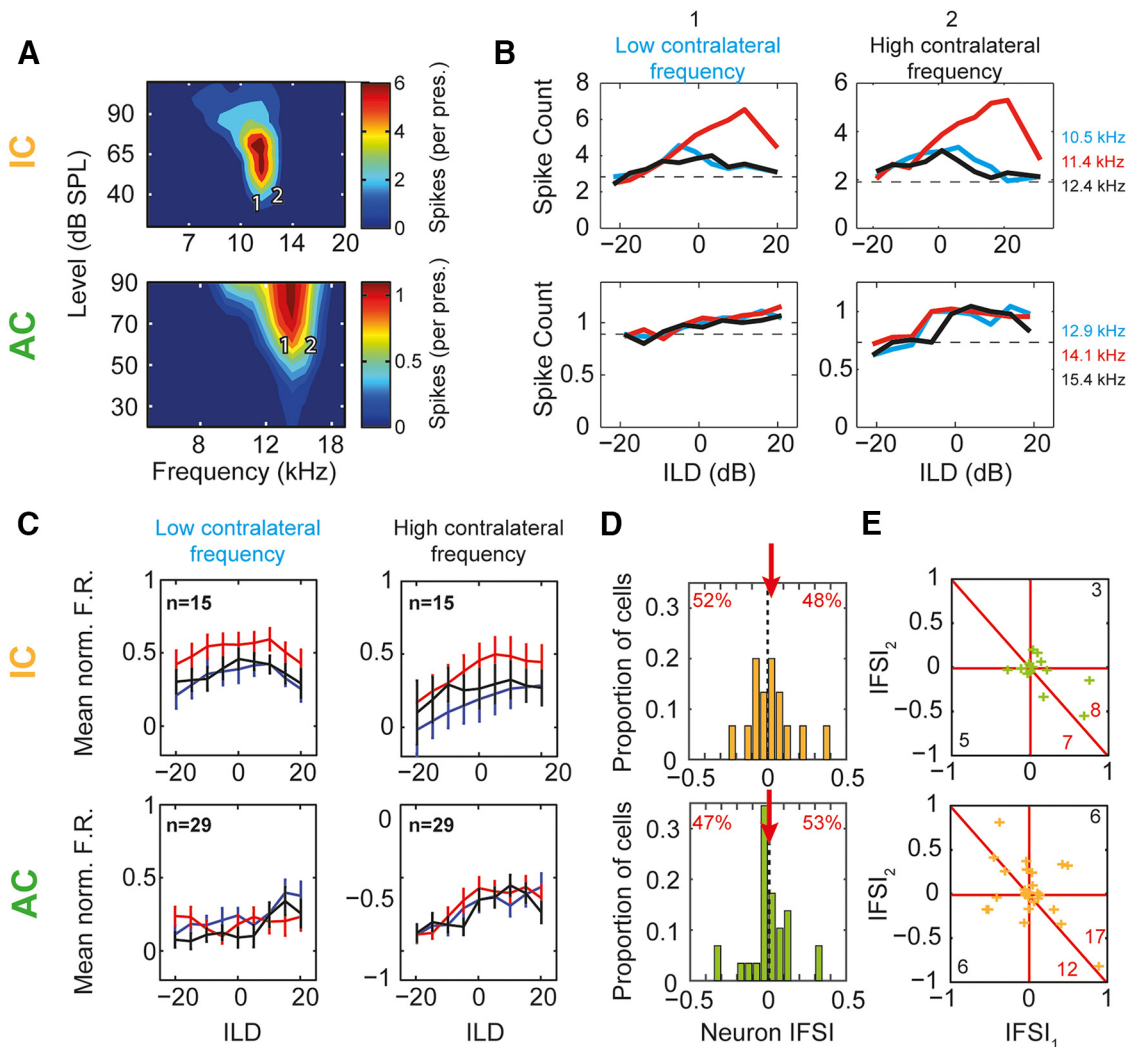 A
IC
AC
Level (dB SPL)
90
65
40
7
10
14
20
1
2
6
4
2
0
Spikes (per pres.)
90
70
50
30
8
12
18
1
2
1
0.5
0
Spikes (per pres.)
Frequency (kHz)
B
1
Low contralateral
frequency
2
High contralateral
frequency
Spike Count
8
6
4
2
0
−20
0
20
6
4
2
0
−20
0
20
10.5 kHz
11.4 kHz
12.4 kHz
Spike Count
1
0.5
0
−20
0
20
ILD (dB)
1
0.5
0
−20
0
20
ILD (dB)
12.9 kHz
14.1 kHz
15.4 kHz
C
IC
AC
Low contralateral
frequency
High contralateral
frequency
Mean norm. F.R.
1
0.5
0
n=15
−20
0
20
1
0.5
0
n=15
−20
0
20
Mean norm. F.R.
1
0.5
0
n=29
−20
0
20
ILD
0
−0.5
−1
n=29
−20
0
20
ILD
D
Proportion of cells
0.3
0.2
0.1
0
52%
48%
−0.5
0
0.5
Proportion of cells
0.3
0.2
0.1
0
47%
53%
−0.5
0
0.5
Neuron IFSI
E
IFSI2
1
0.5
0
−0.5
−1
3
8
7
5
−1
0
1
IFSI2
1
0.5
0
−0.5
−1
6
17
12
6
−1
0
1
IFSI1